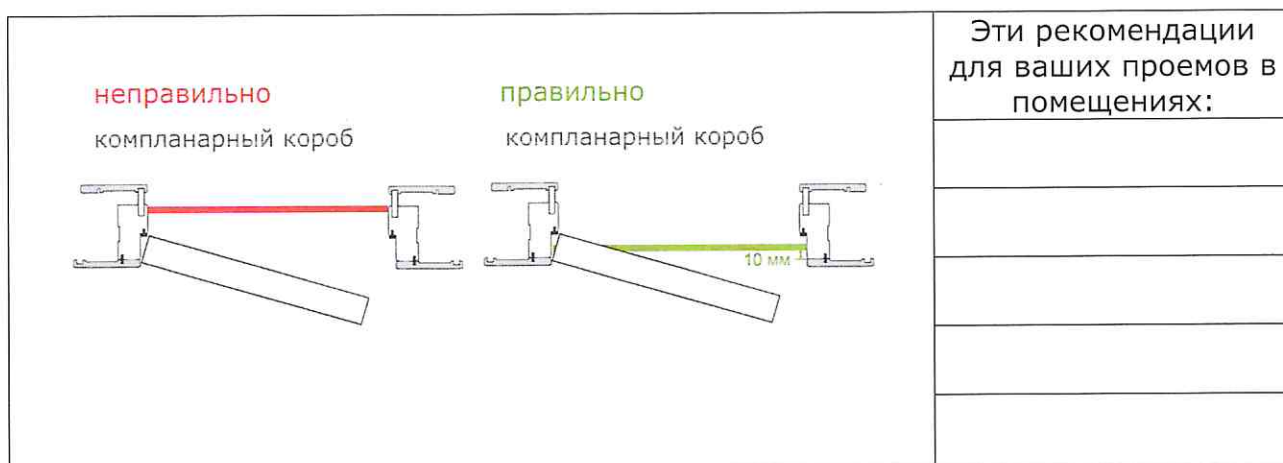 неправильно
компланарный короб
правильно
компланарный короб
10 мм
Эти рекомендации
для ваших проемов в
помещениях: